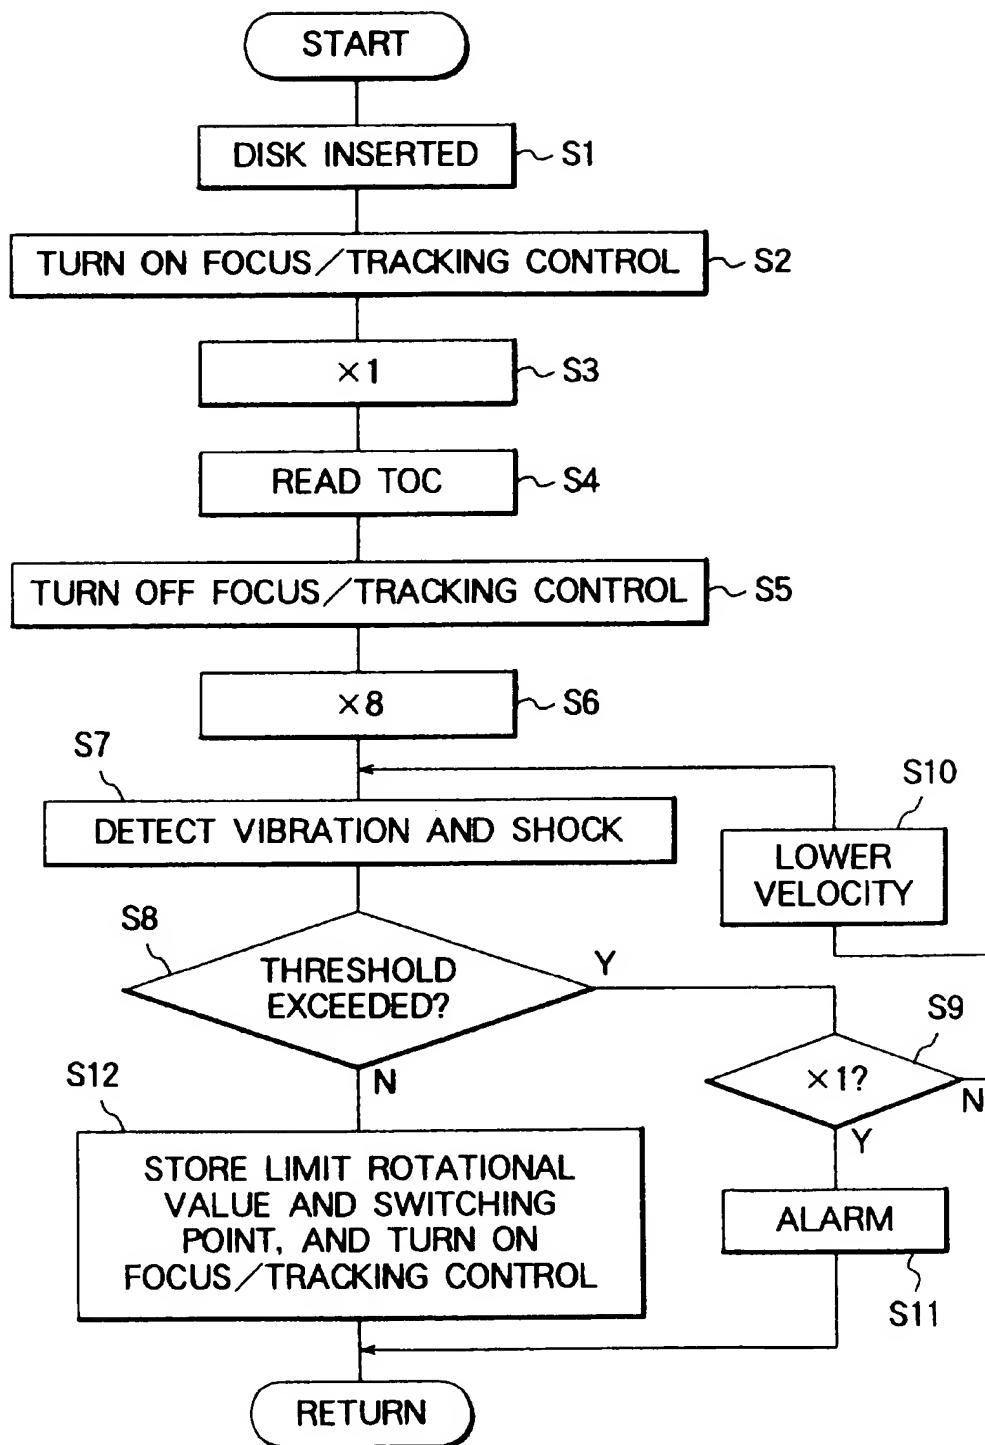 START
DISK INSERTED
S1
TURN ON FOCUS/TRACKING CONTROL
S2
×1
S3
READ TOC
S4
TURN OFF FOCUS/TRACKING CONTROL
S5
×8
S6
S7
DETECT VIBRATION AND SHOCK
S10
LOWER
VELOCITY
S8
THRESHOLD
EXCEEDED?
Y
N
S9
×1?
N
Y
S12
STORE LIMIT ROTATIONAL
VALUE AND SWITCHING
POINT, AND TURN ON
FOCUS/TRACKING CONTROL
ALARM
S11
RETURN